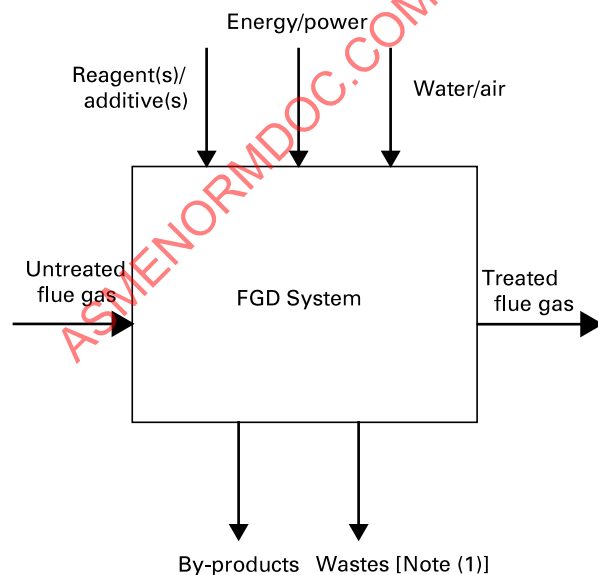 Energy/power
Reagent(s)/
additive(s)
Water/air
Untreated
flue gas
FGD System
Treated
flue gas
By-products
Wastes [Note (1)]
ASMENORMDOC.COM